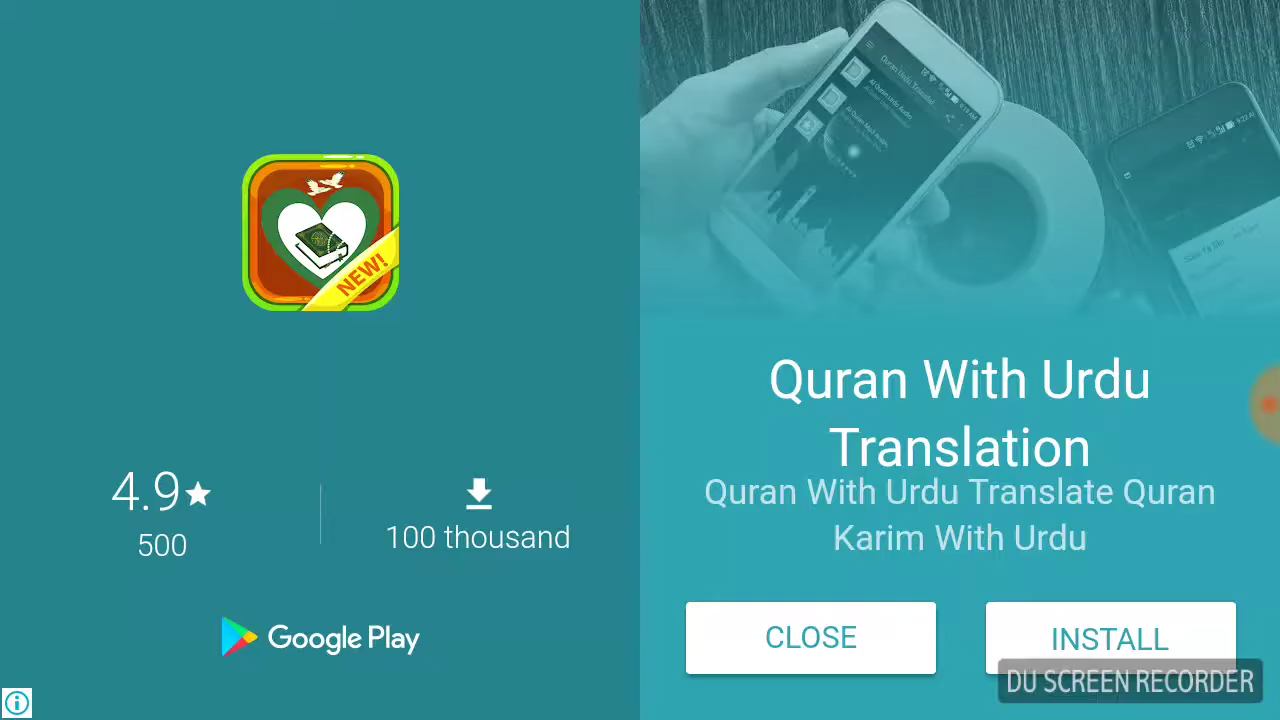 NEW!
4.9
500
100 thousand
Google Play
Quran With Urdu
Translation
Quran With Urdu Translate Quran
Karim With Urdu
CLOSE
INSTALL
DU SCREEN RECORDER